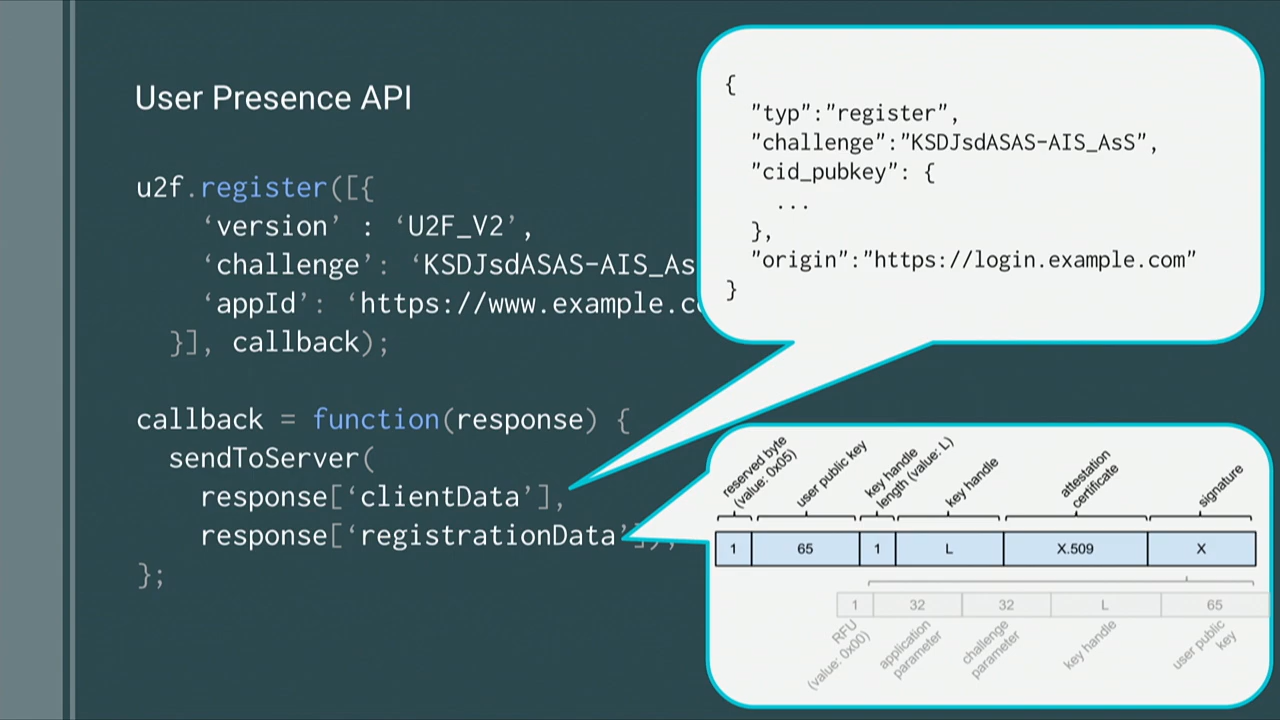 User Presence API
u2f.register([{
‘version’ : ‘U2F_V2’,
‘challenge’: ‘KSDJsdASAS-AIS_As
‘appId’: ‘https://www.example.co
}], callback);
callback = function(response) {
sendToServer(
response[‘clientData’],
response[‘registrationData’]);
};
{
"typ":"register",
"challenge":"KSDJsdASAS-AIS_AsS",
"cid_pubkey": {
...
},
"origin":"https://login.example.com"
}
reserved byte
(value: 0x05)
user public key
key handle
length (value: L)
key handle
attestation
certificate
signature
1 65 1 L X.509 X
1 32 32 L 65
RFU
(value: 0x00)
application
parameter
challenge
parameter
key handle
user public
key